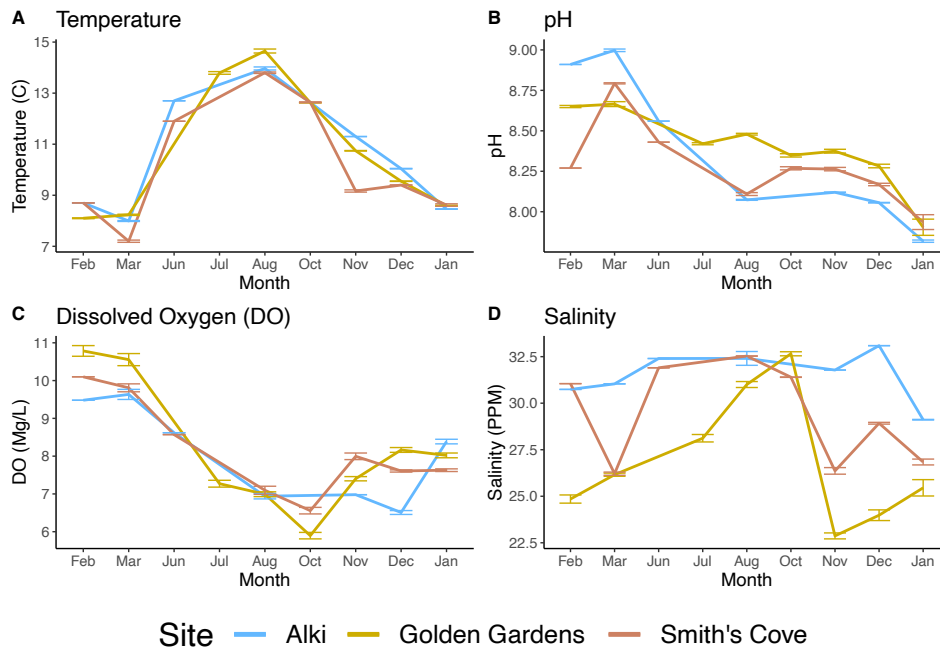 A Temperature
Temperature (C)
15
13
11
9
7
Feb Mar Jun Jul Aug Oct Nov Dec Jan
Month
B pH
pH
9.00
8.75
8.50
8.25
8.00
Feb Mar Jun Jul Aug Oct Nov Dec Jan
Month
C Dissolved Oxygen (DO)
DO (Mg/L)
11
10
9
8
7
6
Feb Mar Jun Jul Aug Oct Nov Dec Jan
Month
D Salinity
Salinity (PPM)
32.5
30.0
27.5
25.0
22.5
Feb Mar Jun Jul Aug Oct Nov Dec Jan
Month
Site Alki Golden Gardens Smith's Cove